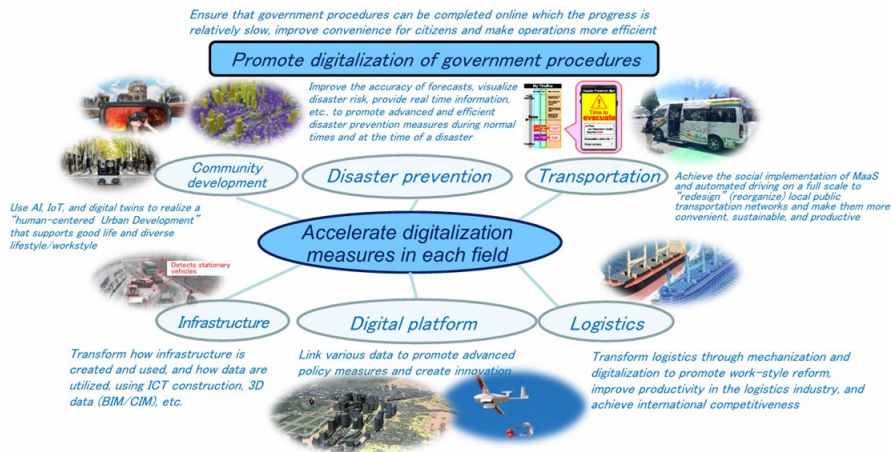 Ensure that government procedures can be completed online which the progress is
relatively slow, improve convenience for citizens and make operations more efficient
Promote digitalization of government procedures
Improve the accuracy of forecasts, visualize
disaster risk, provide real time information,
etc., to promote advanced and efficient
disaster prevention measures during normal
times and at the time of a disaster
My Timeline
Time to
evacuate
Community
development
Disaster prevention
Transportation
Use AI, IoT, and digital twins to realize a
"human-centered Urban Development"
that supports good life and diverse
lifestyle/workstyle
Achieve the social implementation of MaaS
and automated driving on a full scale to
"redesign" (reorganize) local public
transportation networks and make them more
convenient, sustainable, and productive
Accelerate digitalization
measures in each field
Detects stationary
vehicles
Infrastructure
Digital platform
Logistics
Transform how infrastructure is
created and used, and how data are
utilized, using ICT construction, 3D
data (BIM/CIM), etc.
Link various data to promote advanced
policy measures and create innovation
Transform logistics through mechanization and
digitalization to promote work-style reform,
improve productivity in the logistics industry, and
achieve international competitiveness